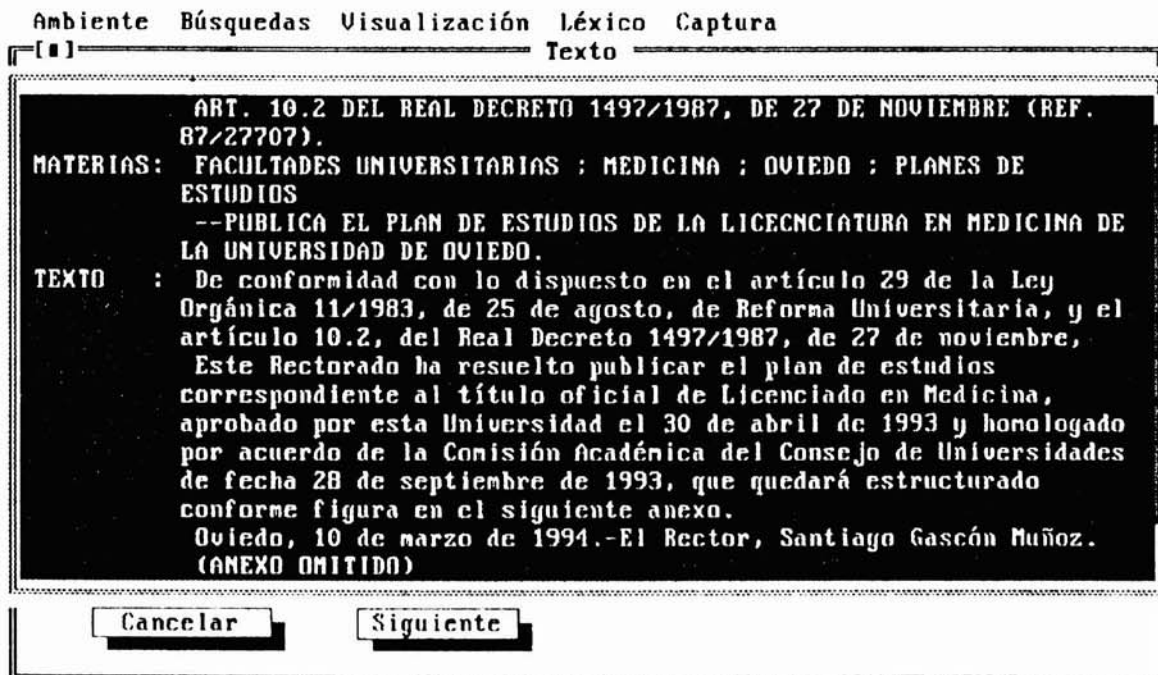 Ambiente Búsquedas Visualización Léxico Captura
Texto
ART. 10.2 DEL REAL DECRETO 1497/1987, DE 27 DE NOVIEMBRE (REF.
87/27707).
MATERIAS: FACULTADES UNIVERSITARIAS ; MEDICINA ; OVIEDO ; PLANES DE
ESTUDIOS
--PUBLICA EL PLAN DE ESTUDIOS DE LA LICECNCIATURA EN MEDICINA DE
LA UNIVERSIDAD DE OVIEDO.
TEXTO : De conformidad con lo dispuesto en el artículo 29 de la Ley
Orgánica 11/1983, de 25 de agosto, de Reforma Universitaria, y el
artículo 10.2, del Real Decreto 1497/1987, de 27 de noviembre,
Este Rectorado ha resuelto publicar el plan de estudios
correspondiente al título oficial de Licenciado en Medicina,
aprobado por esta Universidad el 30 de abril de 1993 y homologado
por acuerdo de la Comisión Académica del Consejo de Universidades
de fecha 28 de septiembre de 1993, que quedará estructurado
conforme figura en el siguiente anexo.
Oviedo, 10 de marzo de 1994.-El Rector, Santiago Gascón Muñoz.
(ANEXO OMITIDO)
Cancelar Siguiente